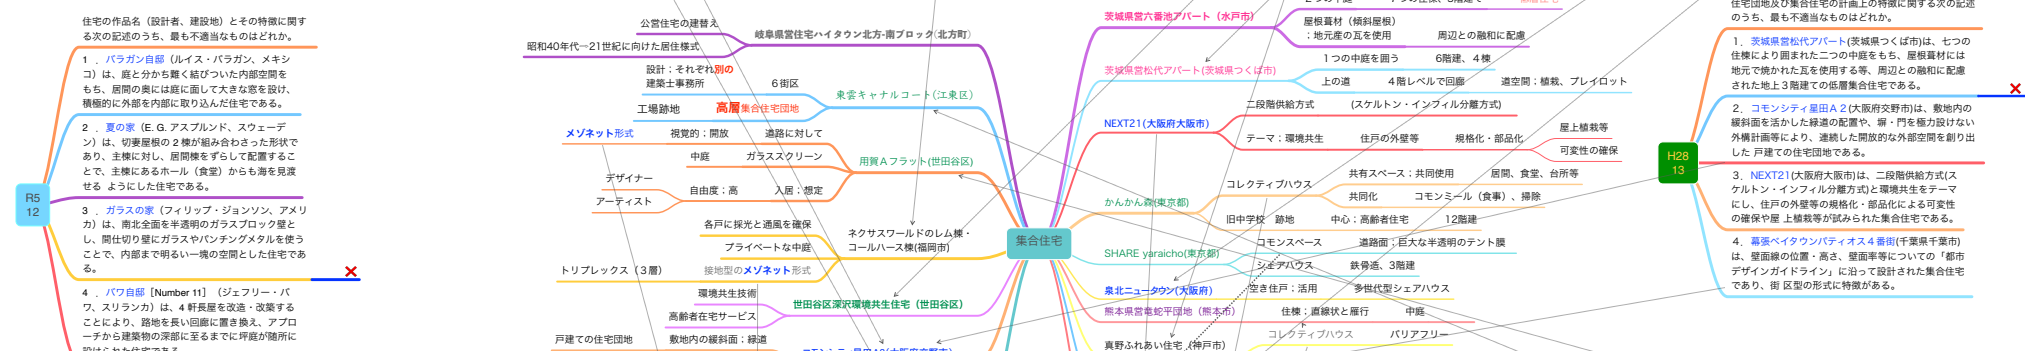 R5
12
住宅の作品名（設計者、建設地）とその特徴に関す
る次の記述のうち、最も不適当なものはどれか。
1 ．バラガン自邸（ルイス・バラガン、メキシ
コ）は、庭と分かち難く結びついた内部空間を
もち、居間の奥には庭に面して大きな窓を設け、
積極的に外部を内部に取り込んだ住宅である。
2 ．夏の家（E. G. アスプルンド、スウェーデ
ン）は、切妻屋根の 2 棟が組み合わさった形状で
あり、主棟に対し、居間棟をずらして配置するこ
とで、主棟にあるホール（食堂）からも海を見渡
せる ようにした住宅である。
3 ．ガラスの家（フィリップ・ジョンソン、アメリ
カ）は、南北全面を半透明のガラスブロック壁と
し、間仕切り壁にガラスやパンチングメタルを使う
ことで、内部まで明るい一塊の空間とした住宅であ
る。
4 ．バワ自邸［Number 11］（ジェフリー・バ
ワ、スリランカ）は、4 軒長屋を改造・改築する
ことにより、路地を長い回廊に置き換え、アプロ
ーチから建築物の深部に至るまでに坪庭が随所に
設けられた住宅である。
公営住宅の建替え
昭和40年代→21世紀に向けた居住様式
岐阜県営住宅ハイタウン北方-南ブロック(北方町)
設計；それぞれ別の
建築士事務所
６街区
工場跡地
高層集合住宅団地
東雲キャナルコート(江東区)
メゾネット形式
視覚的；開放
道路に対して
中庭
ガラススクリーン
デザイナー
アーティスト
自由度；高
入居；想定
用賀Ａフラット(世田谷区)
各戸に採光と通風を確保
プライベートな中庭
トリプレックス（３層）
接地型のメゾネット形式
ネクサスワールドのレム棟・
コールハース棟(福岡市)
環境共生技術
高齢者在宅サービス
世田谷区深沢環境共生住宅（世田谷区）
戸建ての住宅団地
敷地内の緩斜面；緑道
集合住宅
茨城県営六番池アパート（水戸市）
屋根葺材（傾斜屋根）
；地元産の瓦を使用
周辺との融和に配慮
茨城県営松代アパート(茨城県つくば市)
１つの中庭を囲う
6階建、４棟
上の道
４階レベルで回廊
道空間；植栽、プレイロット
NEXT21(大阪府大阪市)
二段階供給方式
(スケルトン・インフィル分離方式)
テーマ；環境共生
住戸の外壁等
規格化・部品化
屋上植栽等
可変性の確保
かんかん森(東京都)
コレクティブハウス
共有スペース；共同使用
居間、食堂、台所等
共同化
コモンミール（食事）、掃除
旧中学校　跡地
中心；高齢者住宅
12階建
SHARE yaraicho(東京都)
コモンスペース
道路面；巨大な半透明のテント膜
シェアハウス
鉄骨造、3階建
泉北ニュータウン(大阪府)
空き住戸；活用
多世代型シェアハウス
熊本県営竜蛇平団地（熊本市）
住棟；直線状と雁行
中庭
真野ふれあい住宅（神戸市）
コレクティブハウス
バリアフリー
H28
13
住宅団地及び集合住宅の計画上の特徴に関する次の記述
のうち、最も不適当なものはどれか。
1． 茨城県営松代アパート(茨城県つくば市)は、七つの
住棟により囲まれた二つの中庭をもち、屋根葺材には
地元で焼かれた瓦を使用する等、周辺との融和に配慮
された地上３階建ての低層集合住宅である。
2． コモンシティ星田Ａ２(大阪府交野市)は、敷地内の
緩斜面を活かした緑道の配置や、塀・門を極力設けない
外構計画等により、連続した開放的な外部空間を創り出
した 戸建ての住宅団地である。
3．NEXT21(大阪府大阪市)は、二段階供給方式(ス
ケルトン・インフィル分離方式)と環境共生をテーマ
にし、住戸の外壁等の規格化・部品化による可変性
の確保や屋 上植栽等が試みられた集合住宅である。
4．幕張ベイタウンパティオス４番街(千葉県千葉市)
は、壁面線の位置・高さ、壁面率等についての「都市
デザインガイドライン」に沿って設計された集合住宅
であり、街 区型の形式に特徴がある。